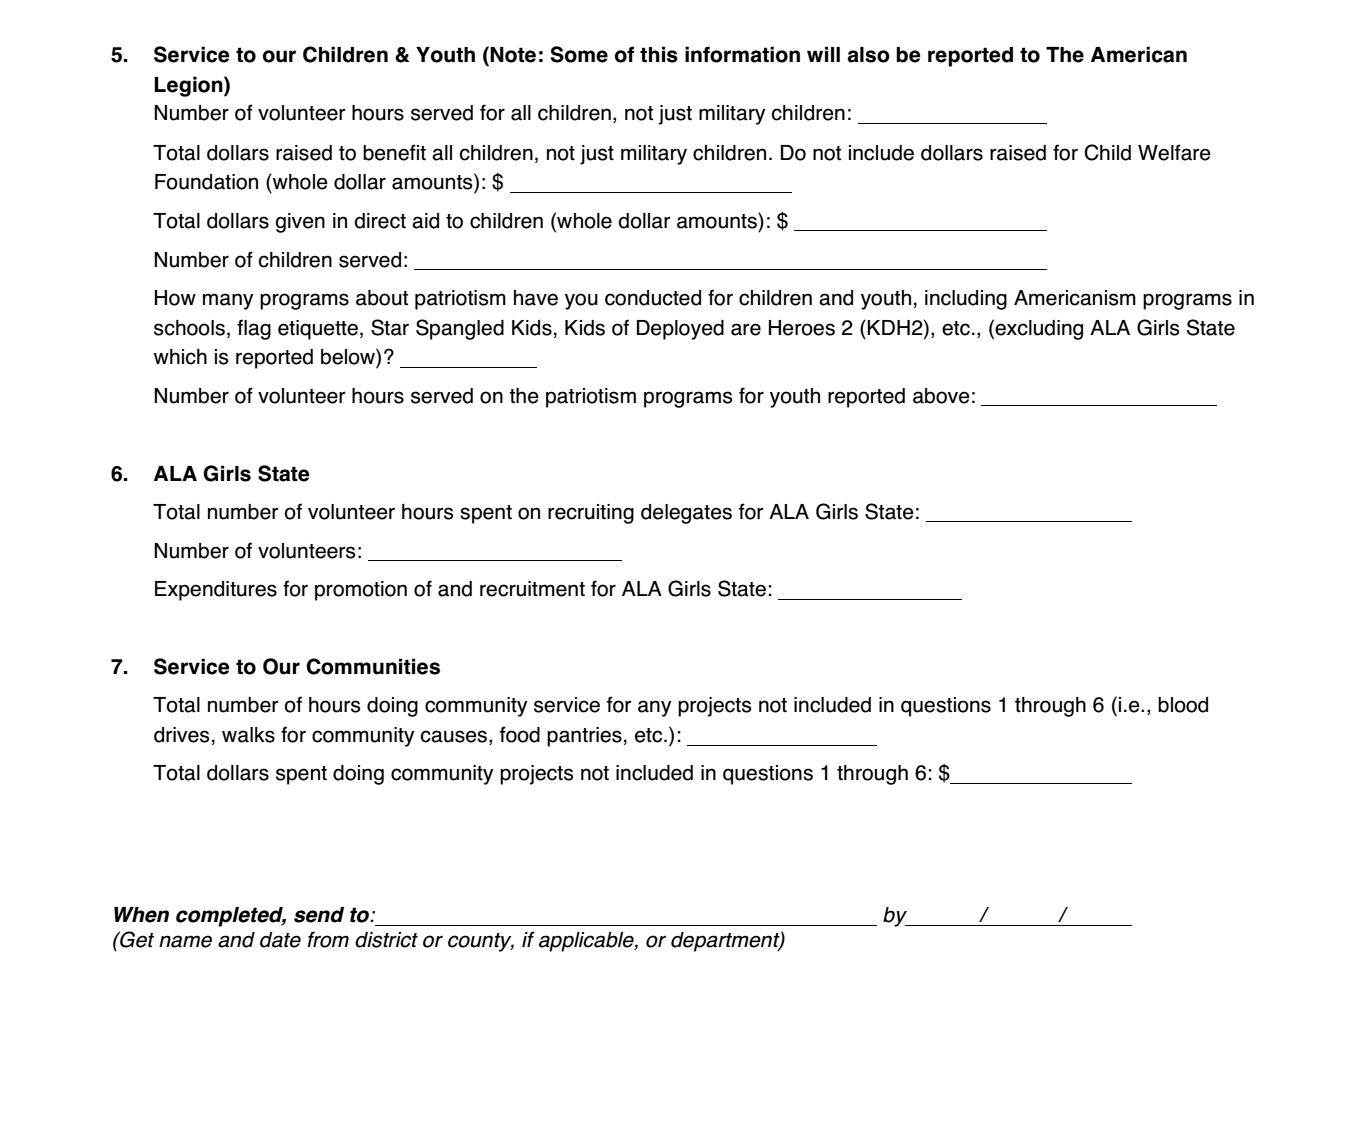 5. Service to our Children & Youth (Note: Some of this information will also be reported to The American
Legion)
Number of volunteer hours served for all children, not just military children:
Total dollars raised to benefit all children, not just military children. Do not include dollars raised for Child Welfare
Foundation (whole dollar amounts): $
Total dollars given in direct aid to children (whole dollar amounts): $
Number of children served:
How many programs about patriotism have you conducted for children and youth, including Americanism programs in
schools, flag etiquette, Star Spangled Kids, Kids of Deployed are Heroes 2 (KDH2), etc., (excluding ALA Girls State
which is reported below)?
Number of volunteer hours served on the patriotism programs for youth reported above:
6. ALA Girls State
Total number of volunteer hours spent on recruiting delegates for ALA Girls State:
Number of volunteers:
Expenditures for promotion of and recruitment for ALA Girls State:
7. Service to Our Communities
Total number of hours doing community service for any projects not included in questions 1 through 6 (i.e., blood
drives, walks for community causes, food pantries, etc.):
Total dollars spent doing community projects not included in questions 1 through 6: $
When completed, send to: by / /
(Get name and date from district or county, if applicable, or department)